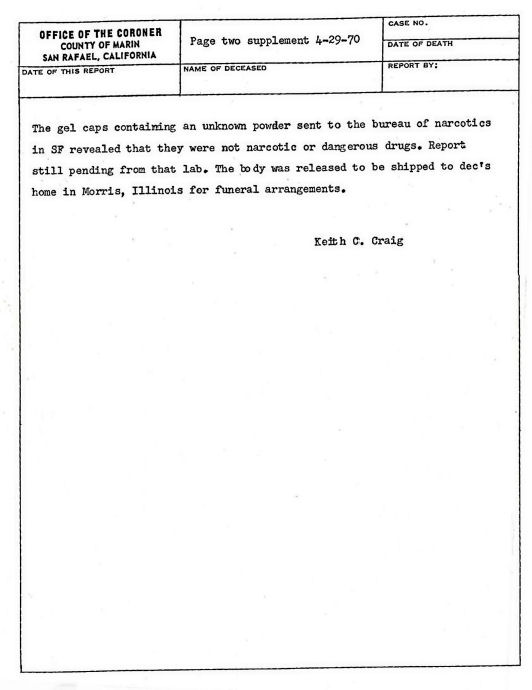 OFFICE OF THE CORONER
COUNTY OF MARIN
SAN RAFAEL, CALIFORNIA
Page two supplement 4-29-70
CASE NO.
DATE OF DEATH
DATE OF THIS REPORT
NAME OF DECEASED
REPORT BY:
The gel caps containing an unknown powder sent to the bureau of narcotics
in SF revealed that they were not narcotic or dangerous drugs. Report
still pending from that lab. The body was released to be shipped to dec's
home in Morris, Illinois for funeral arrangements.
Keith C. Craig